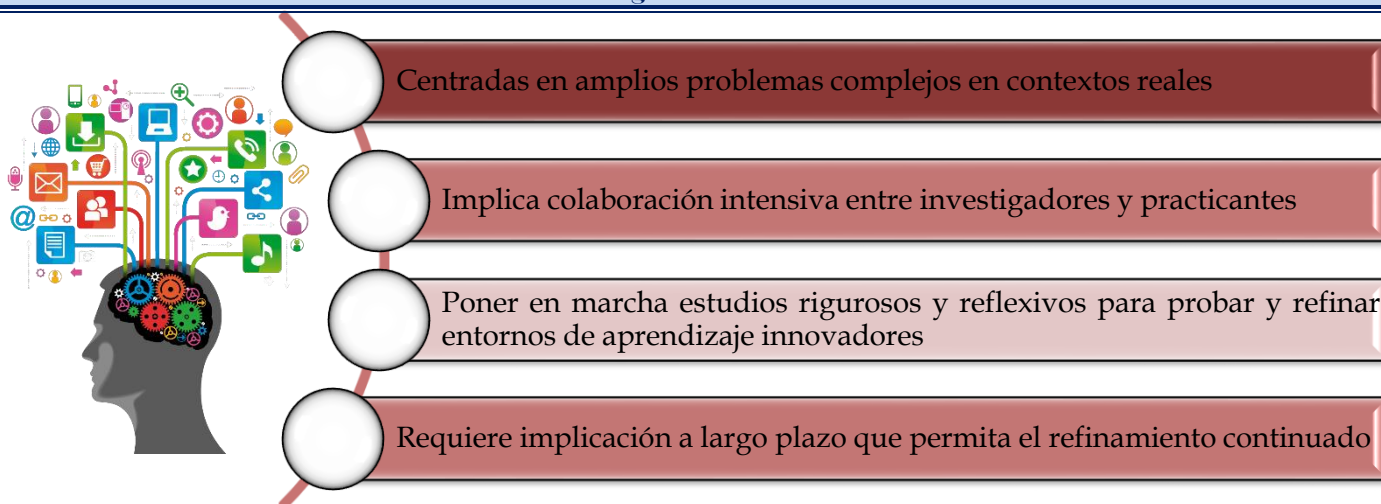 Centradas en amplios problemas complejos en contextos reales
Implica colaboración intensiva entre investigadores y practicantes
Poner en marcha estudios rigurosos y reflexivos para probar y refinar
entornos de aprendizaje innovadores
Requiere implicación a largo plazo que permita el refinamiento continuado